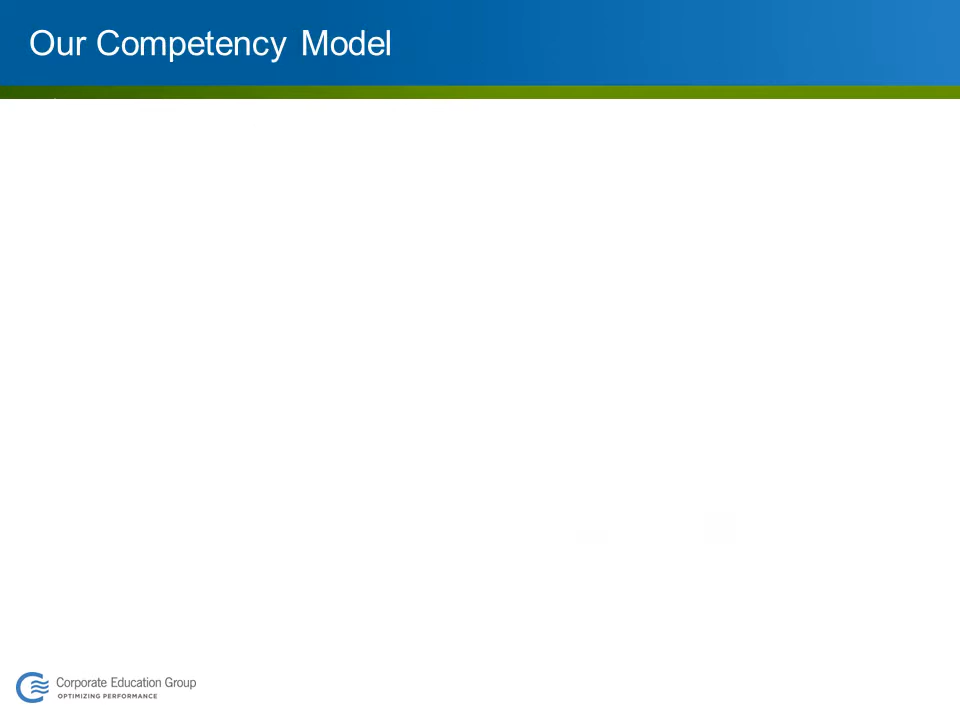 Our Competency Model
Corporate Education Group
OPTIMIZING PERFORMANCE